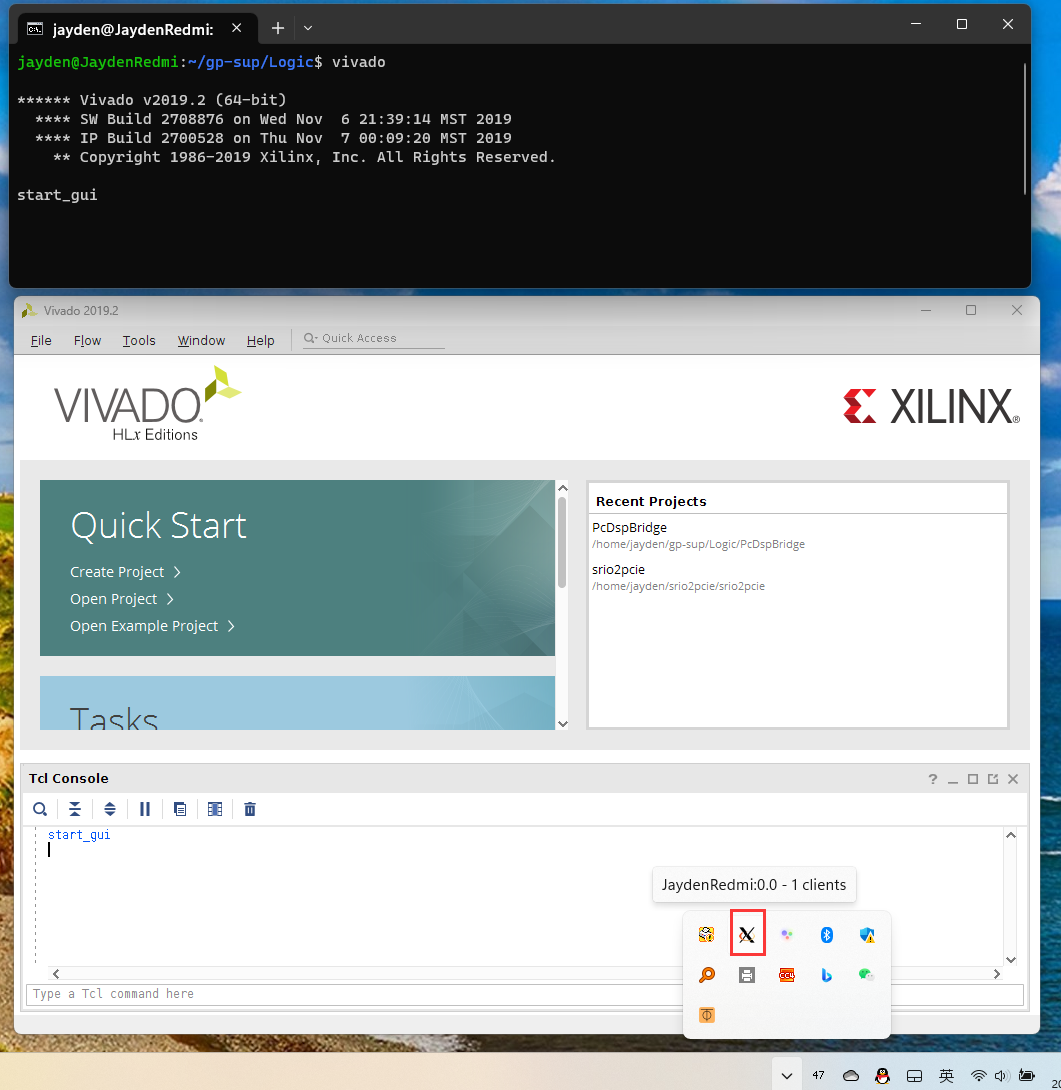 jayden@JaydenRedmi:
jayden@JaydenRedmi:~/gp-sup/Logic$ vivado
****** Vivado v2019.2 (64-bit)
**** SW Build 2708876 on Wed Nov  6 21:39:14 MST 2019
**** IP Build 2700528 on Thu Nov  7 00:09:20 MST 2019
** Copyright 1986-2019 Xilinx, Inc. All Rights Reserved.
start_gui
Vivado 2019.2
File Flow Tools Window Help Quick Access
VIVADO.
HLx Editions
XILINX®
Quick Start
Create Project >
Open Project >
Open Example Project >
Tasks
Recent Projects
PcDspBridge
/home/jayden/gp-sup/Logic/PcDspBridge
srio2pcie
/home/jayden/srio2pcie/srio2pcie
Tcl Console
start_gui
JaydenRedmi:0.0 - 1 clients
Type a Tcl command here
47
英